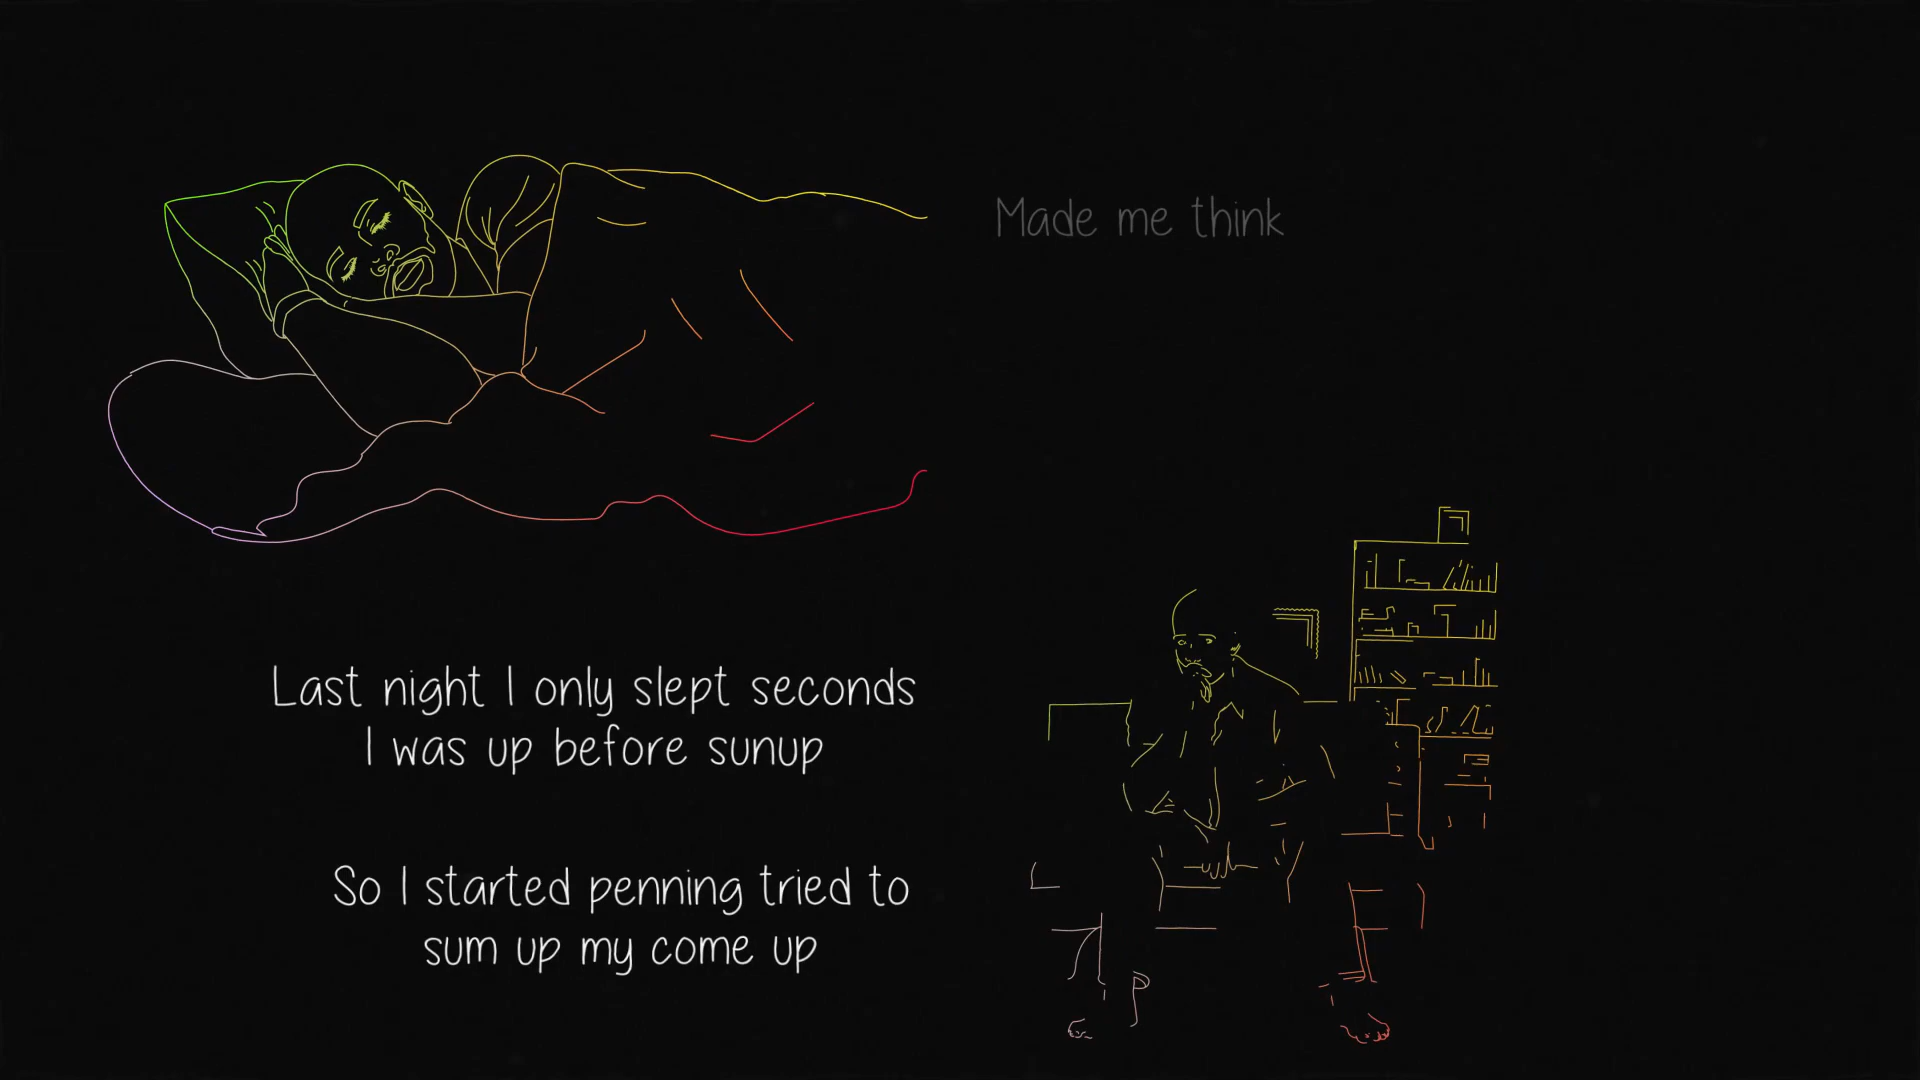 Made me think
Last night I only slept seconds
I was up before sunup
So I started penning tried to
sum up my come up